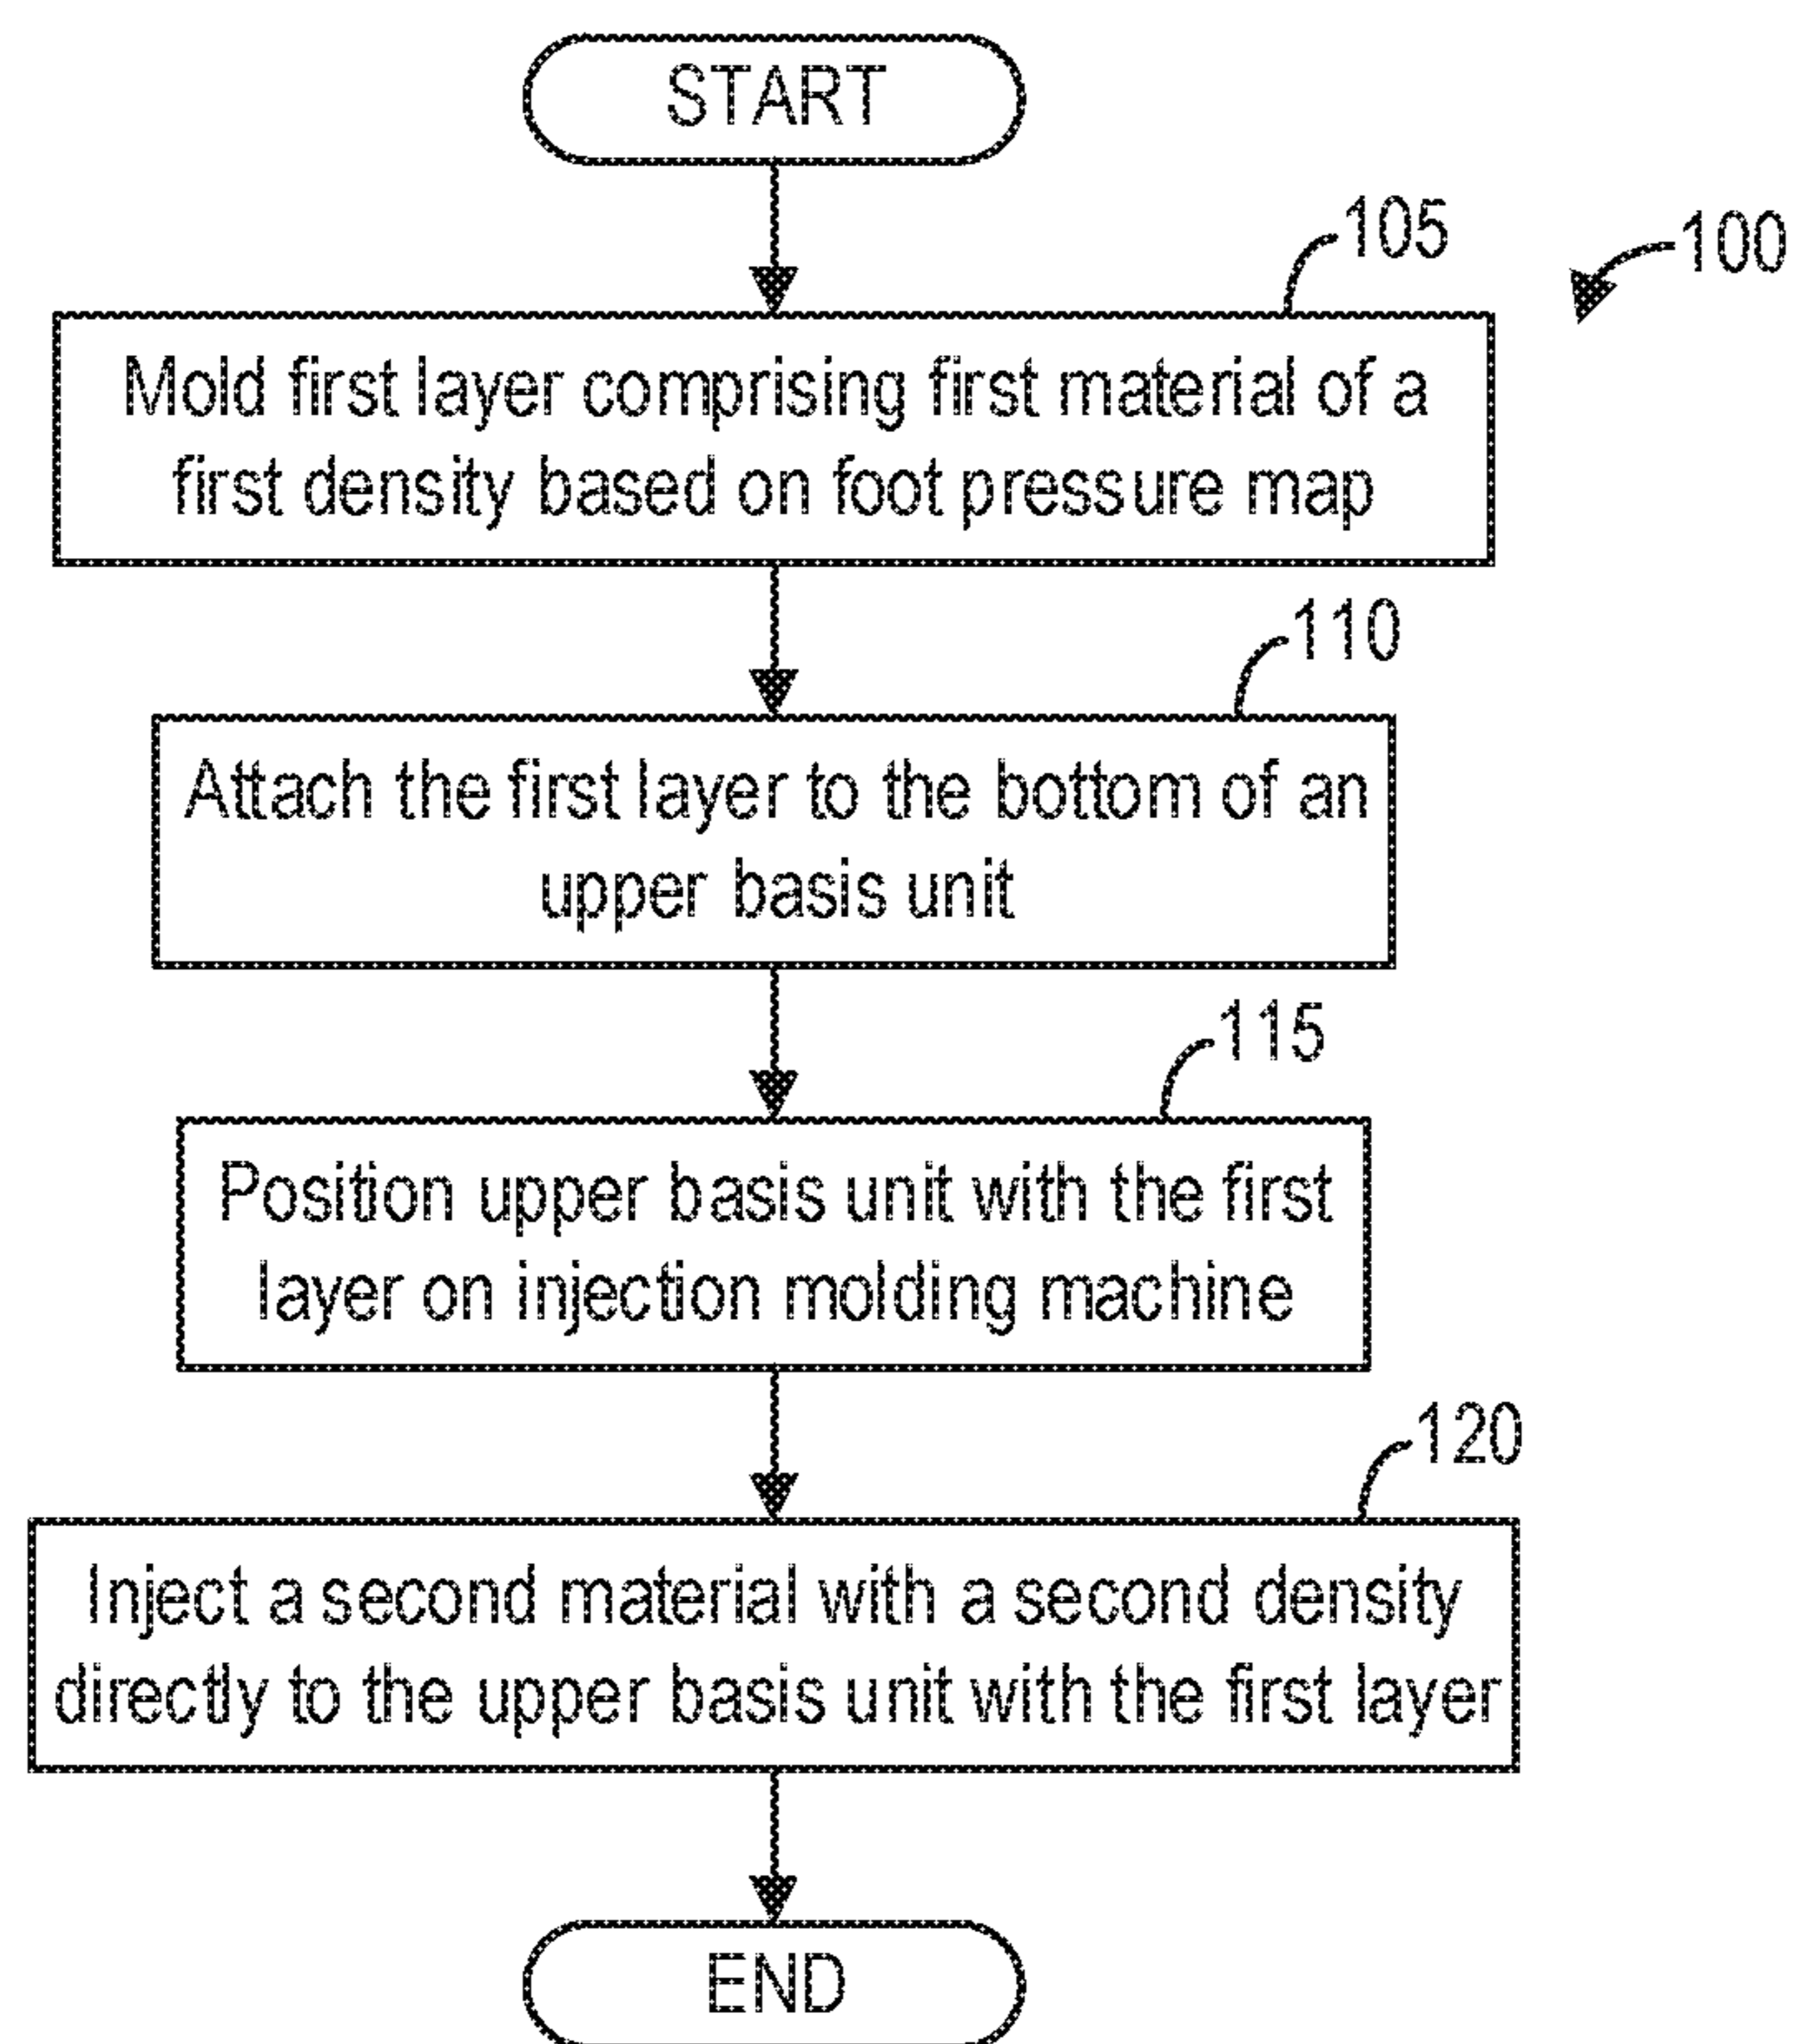 START
105
100
Mold first layer comprising first material of a
first density based on foot pressure map
110
Attach the first layer to the bottom of an
upper basis unit
115
Position upper basis unit with the first
layer on injection molding machine
120
Inject a second material with a second density
directly to the upper basis unit with the first layer
END